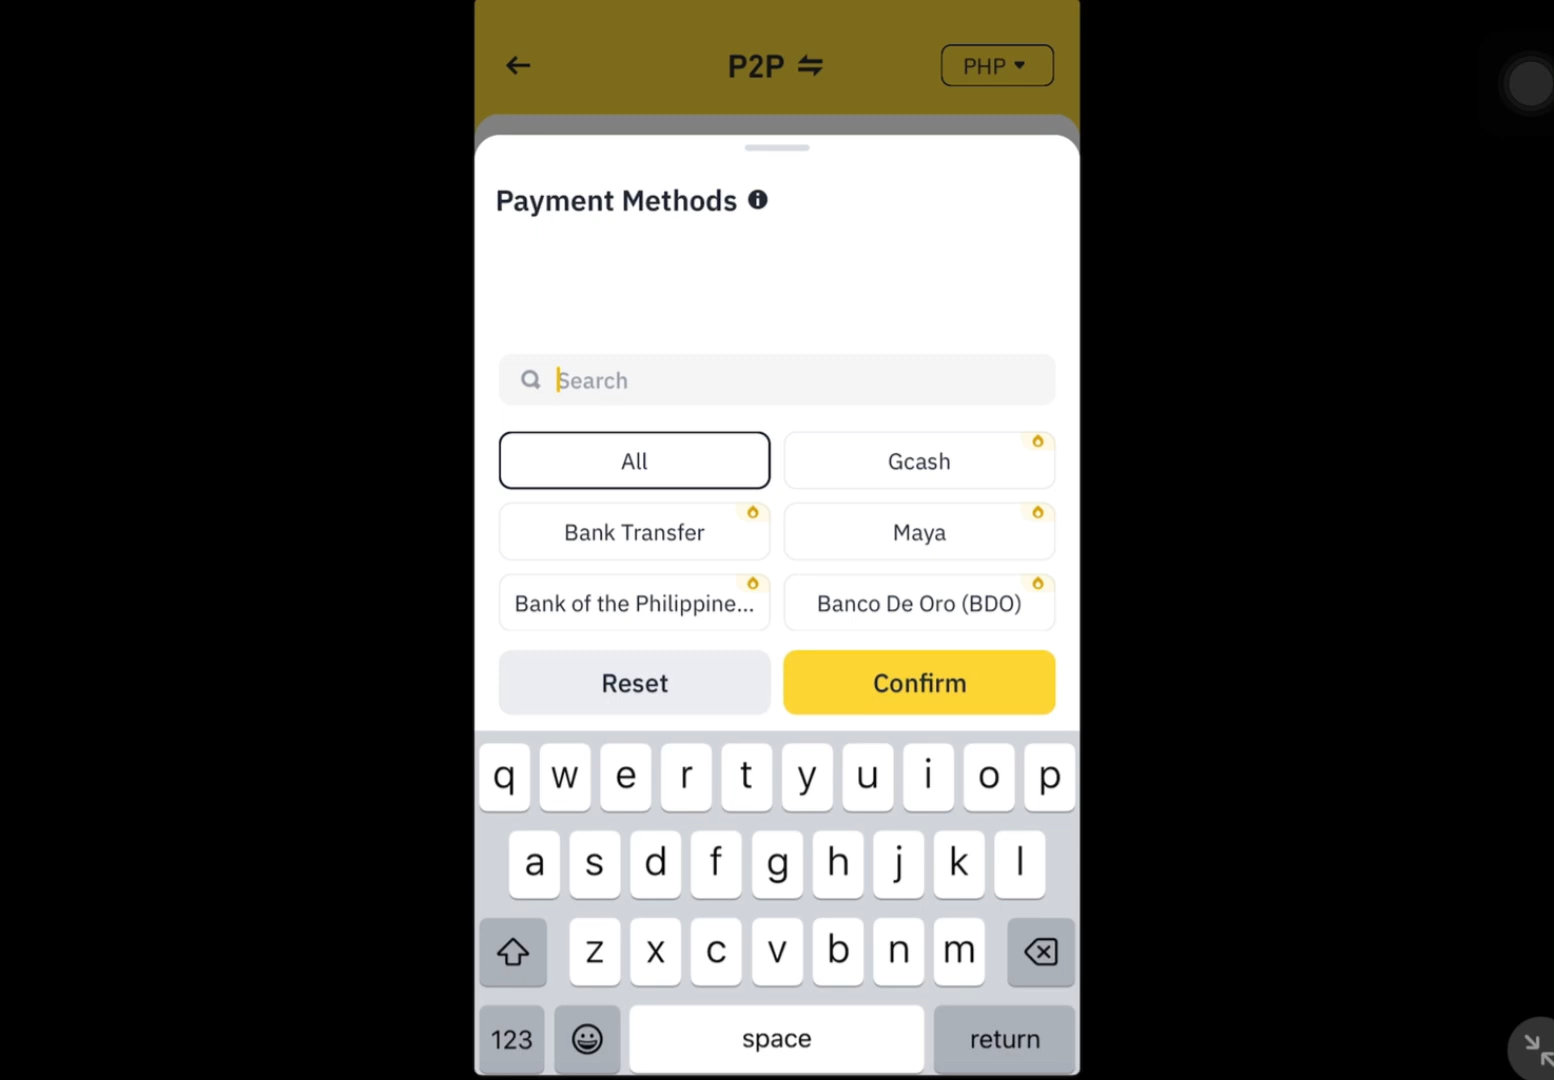 P2P
PHP
Payment Methods
Search
All
Gcash
Bank Transfer
Maya
Bank of the Philippine...
Banco De Oro (BDO)
Reset
Confirm
q w e r t y u i o p
a s d f g h j k l
z x c v b n m
123
space
return